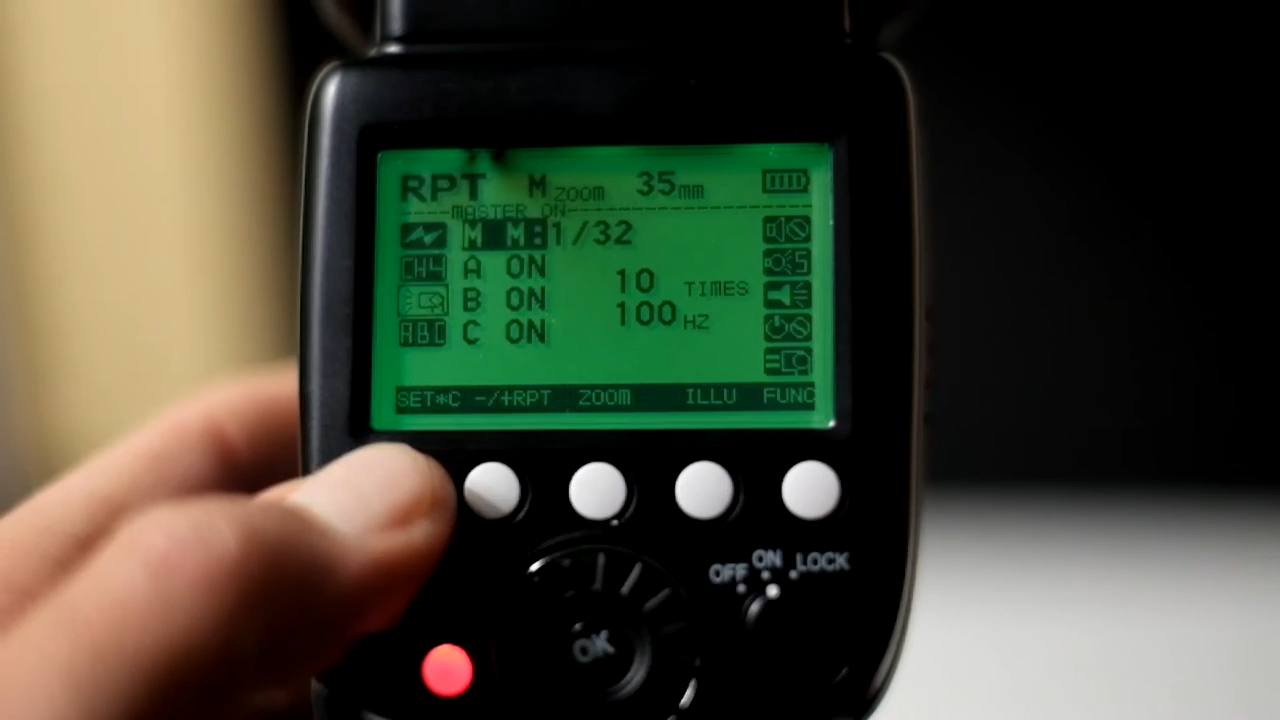 RPT M ZOOM 35mm
MASTER ON
M M:1/32
CH4 A ON 10 TIMES
B ON 100 HZ
ABC C ON
5
SET*C -/+RPT ZOOM ILLU FUNC
OFF ON LOCK
OK